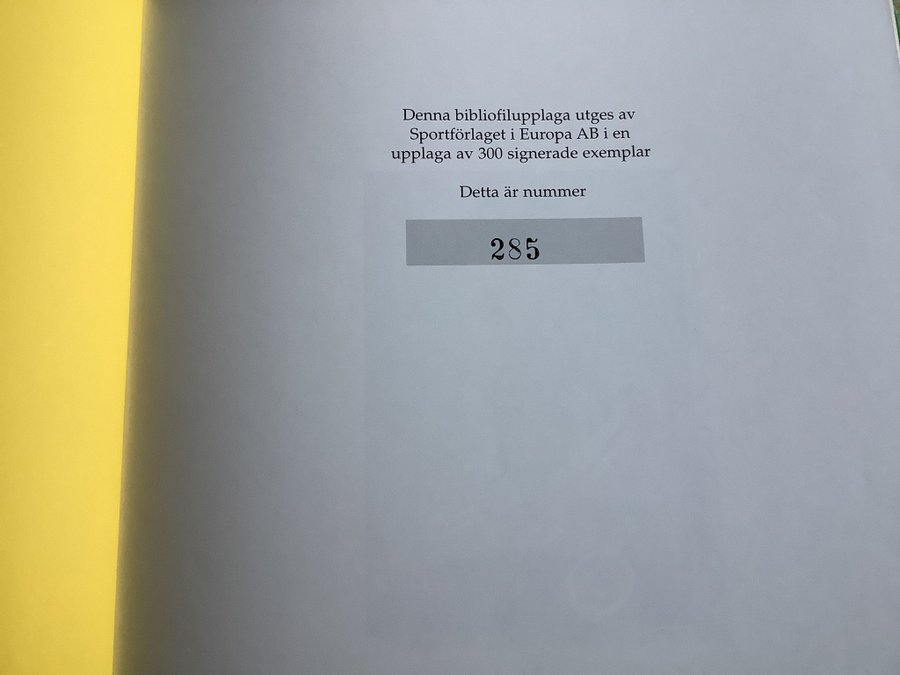 Denna bibliofilupplaga utges av
Sportförlaget i Europa AB i en
upplaga av 300 signerade exemplar
Detta är nummer
285